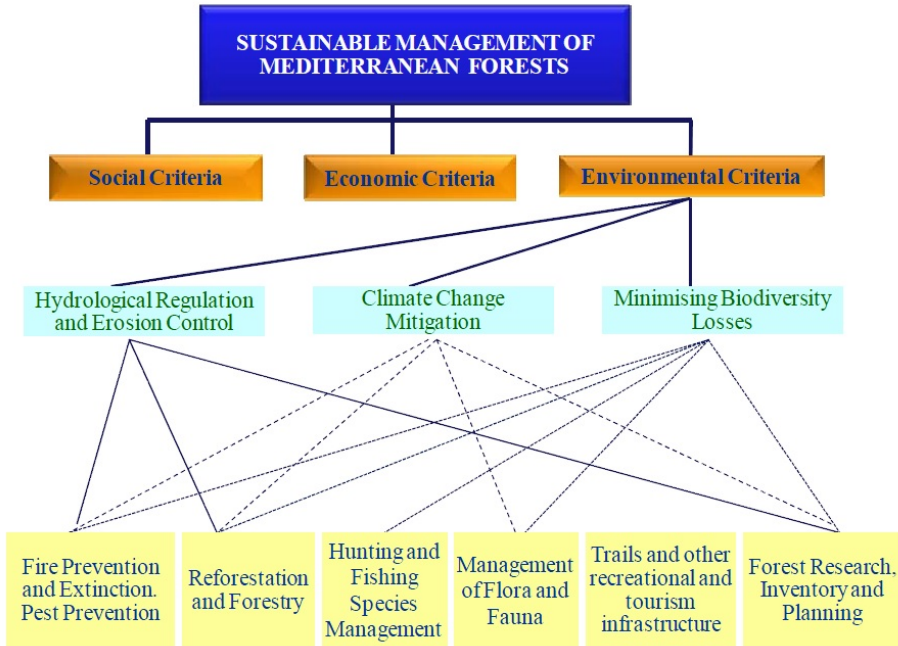 SUSTAINABLE MANAGEMENT OF
MEDITERRANEAN FORESTS
Social Criteria
Economic Criteria
Environmental Criteria
Hydrological Regulation
and Erosion Control
Climate Change
Mitigation
Minimising Biodiversity
Losses
Fire Prevention
and Extinction.
Pest Prevention
Reforestation
and Forestry
Hunting and
Fishing
Species
Management
Management
of Flora and
Fauna
Trails and other
recreational and
tourism
infrastructure
Forest Research,
Inventory and
Planning